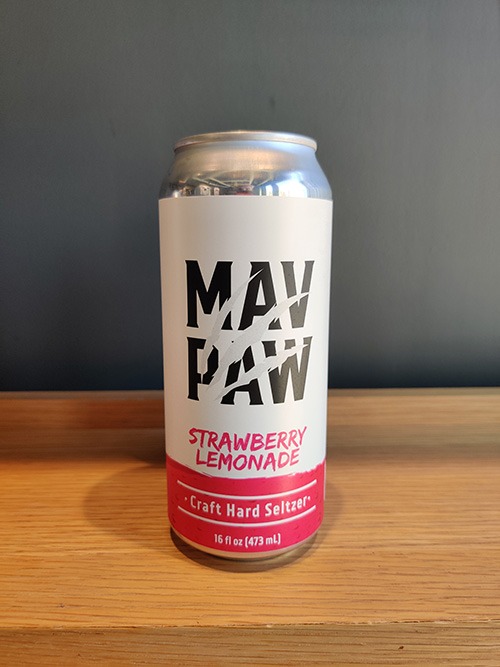 MAV
PAW
STRAWBERRY
LEMONADE
· Craft Hard Seltzer ·
16 fl oz (473 mL)